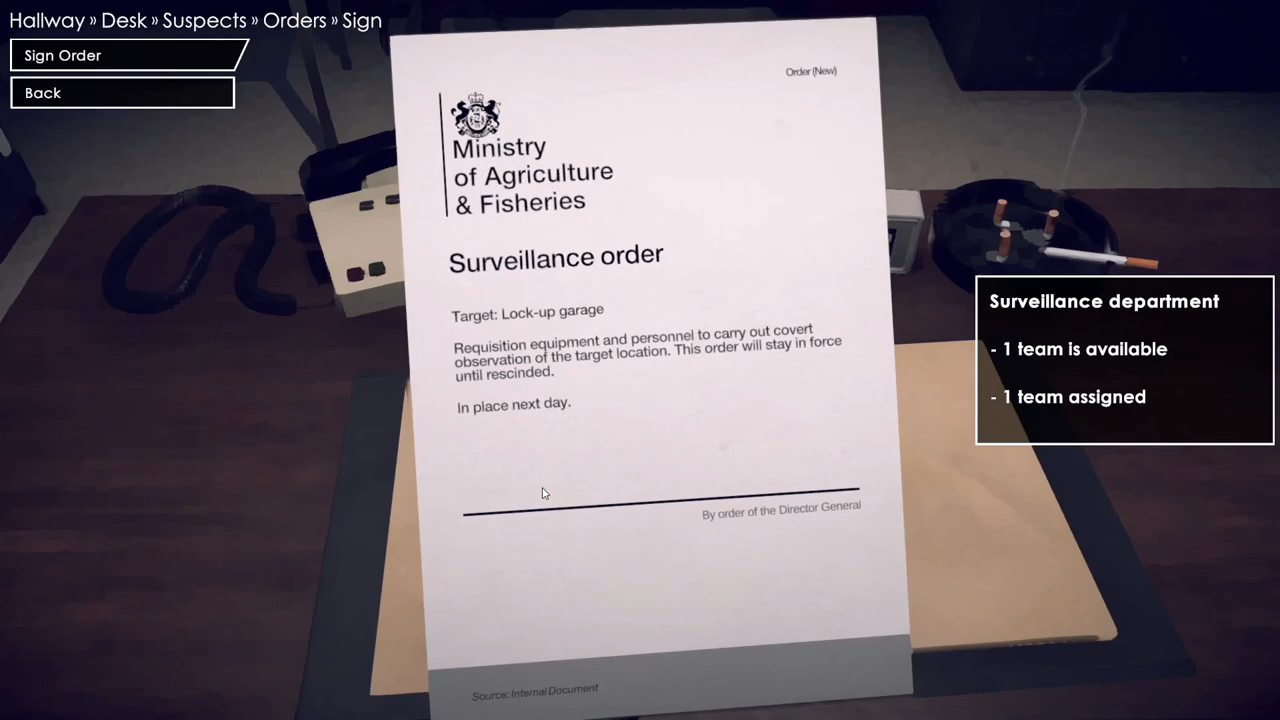 Hallway » Desk » Suspects » Orders » Sign
Sign Order
Back
Order (New)
Ministry
of Agriculture
& Fisheries
Surveillance order
Target: Lock-up garage
Requisition equipment and personnel to carry out covert
observation of the target location. This order will stay in force
until rescinded.
In place next day.
By order of the Director General
Source: Internal Document
Surveillance department
- 1 team is available
- 1 team assigned